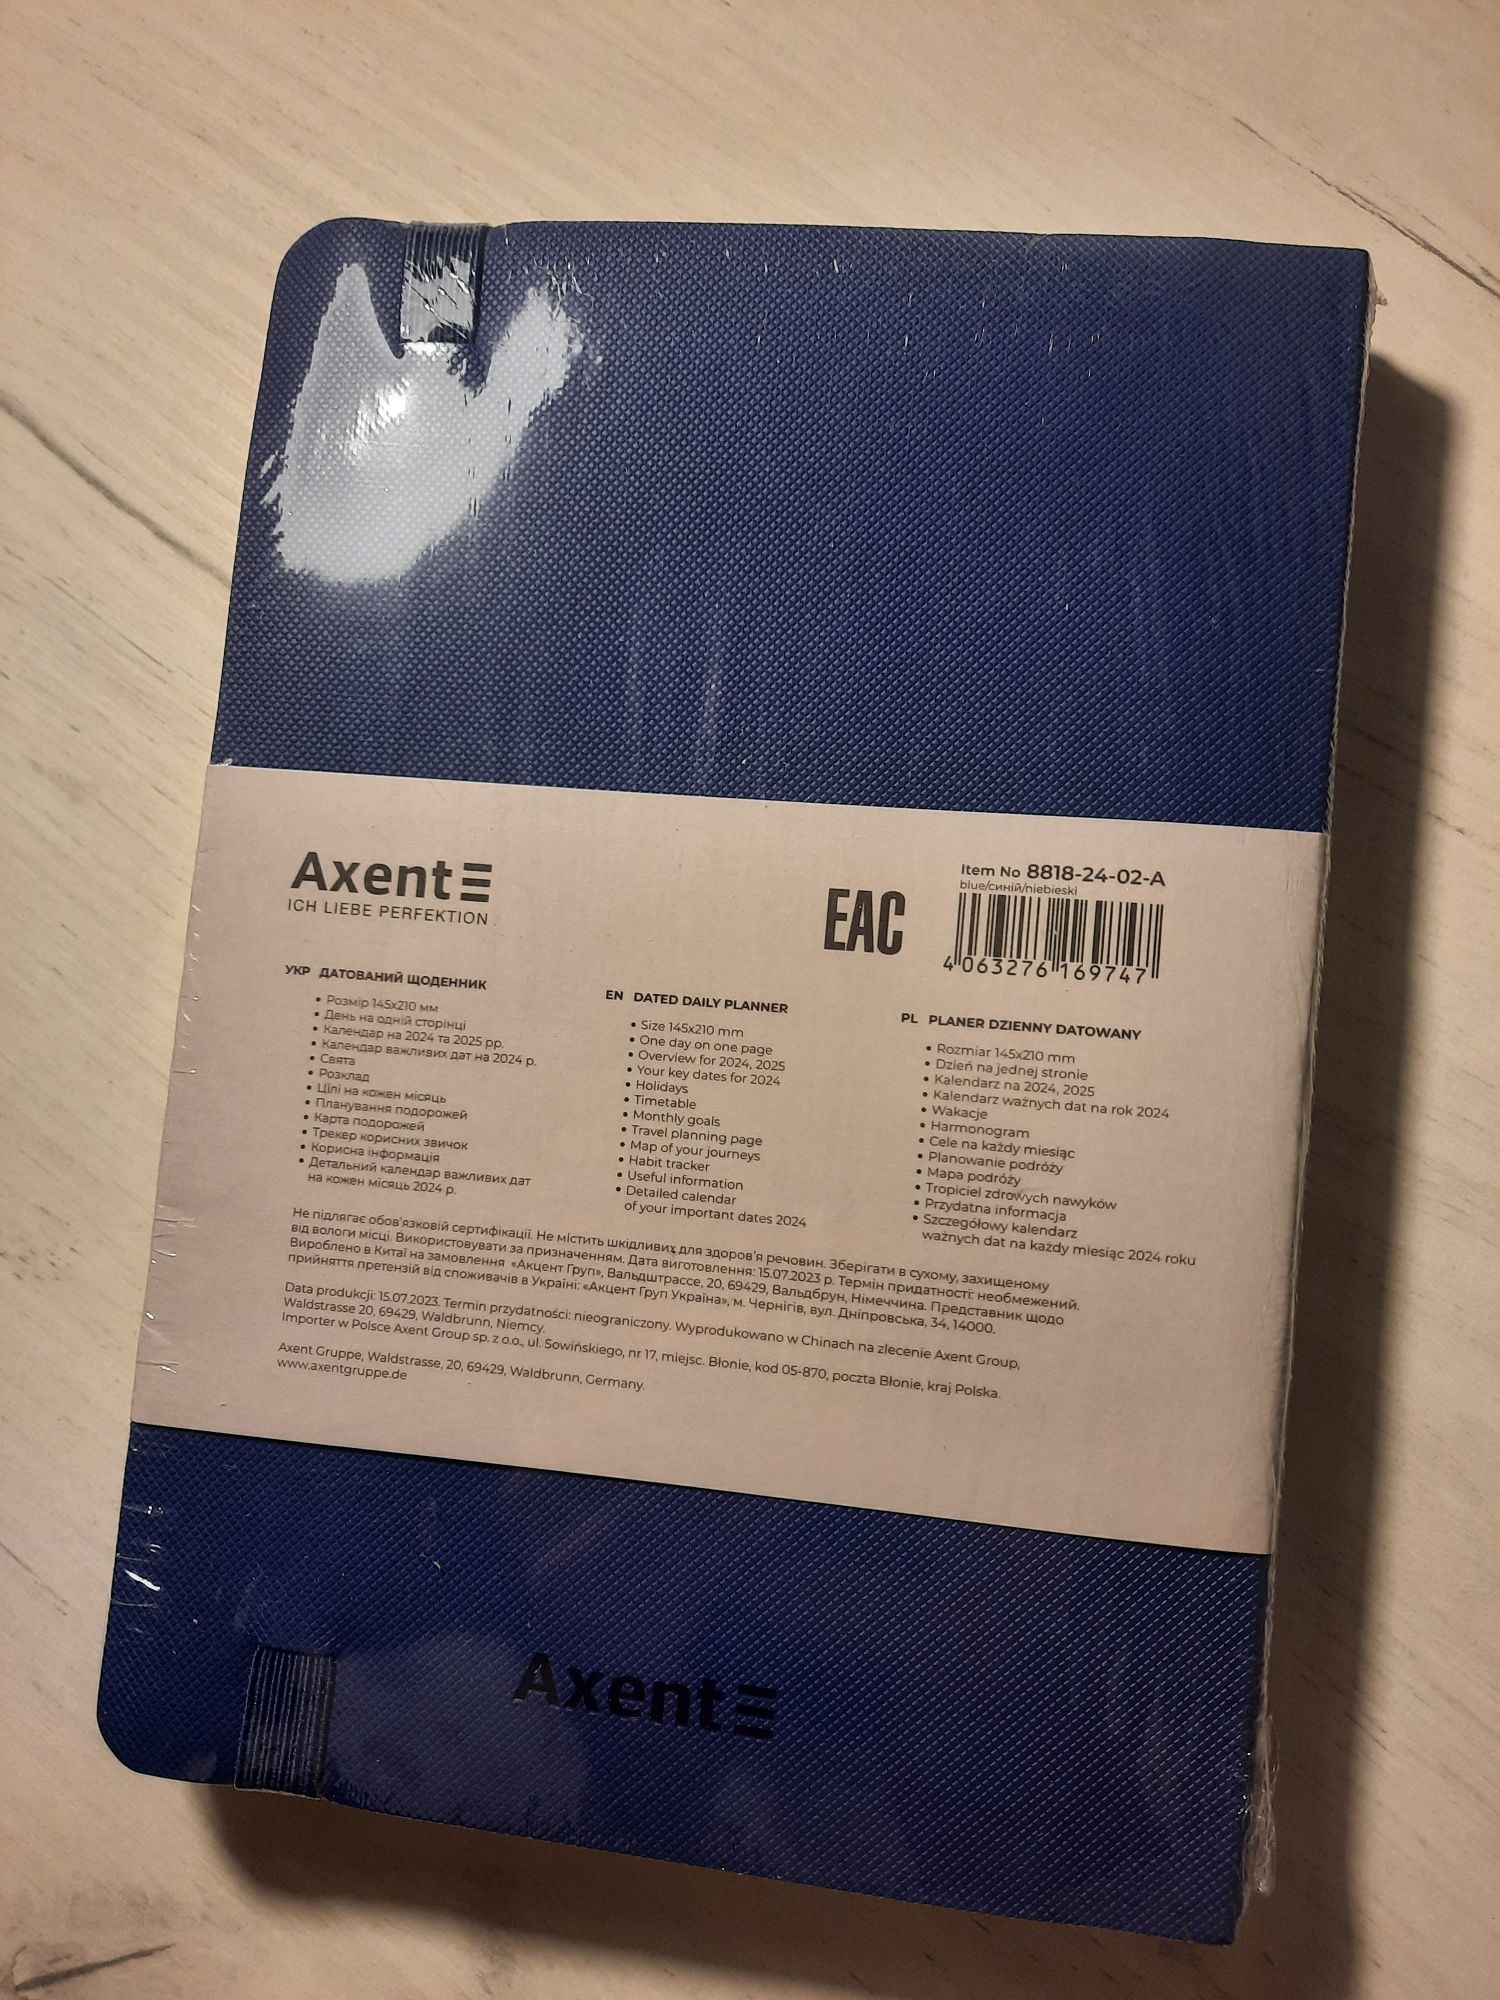 Axent
ICH LIEBE PERFEKTION
EAC
Item No 8818-24-02-A
blue/синій/niebieski
4 063276 169747
УКР ДАТОВАНИЙ ЩОДЕННИК
• Розмір 145x210 мм
• День на одній сторінці
• Календар на 2024 та 2025 рр.
• Календар важливих дат на 2024 р.
• Свята
• Розклад
• Цілі на кожен місяць
• Планування подорожей
• Карта подорожей
• Трекер корисних звичок
• Корисна інформація
• Детальний календар важливих дат
на кожен місяць 2024 р.
EN DATED DAILY PLANNER
• Size 145x210 mm
• One day on one page
• Overview for 2024, 2025
• Your key dates for 2024
• Holidays
• Timetable
• Monthly goals
• Travel planning page
• Map of your journeys
• Habit tracker
• Useful information
• Detailed calendar
of your important dates 2024
PL PLANER DZIENNY DATOWANY
• Rozmiar 145x210 mm
• Dzień na jednej stronie
• Kalendarz na 2024, 2025
• Kalendarz ważnych dat na rok 2024
• Wakacje
• Harmonogram
• Cele na każdy miesiąc
• Planowanie podróży
• Mapa podróży
• Tropiciel zdrowych nawyków
• Przydatna informacja
• Szczegółowy kalendarz
ważnych dat na każdy miesiąc 2024 roku
Не підлягає обов'язковій сертифікації. Не містить шкідливих для здоров'я речовин. Зберігати в сухому, захищеному
від вологи місці. Використовувати за призначенням. Дата виготовлення: 15.07.2023 р. Термін придатності: необмежений.
Вироблено в Китаї на замовлення «Акцент Груп», Вальдштрассе, 20, 69429, Вальдбрун, Німеччина. Представник щодо
прийняття претензій від споживачів в Україні: «Акцент Груп Україна», м. Чернігів, вул. Дніпровська, 34, 14000.
Data produkcji: 15.07.2023. Termin przydatności: nieograniczony. Wyprodukowano w Chinach na zlecenie Axent Group,
Waldstrasse 20, 69429, Waldbrunn, Niemcy.
Importer w Polsce Axent Group sp. z o.o., ul. Sowińskiego, nr 17, miejsc. Błonie, kod 05-870, poczta Błonie, kraj Polska.
Axent Gruppe, Waldstrasse, 20, 69429, Waldbrunn, Germany.
www.axentgruppe.de
Axent